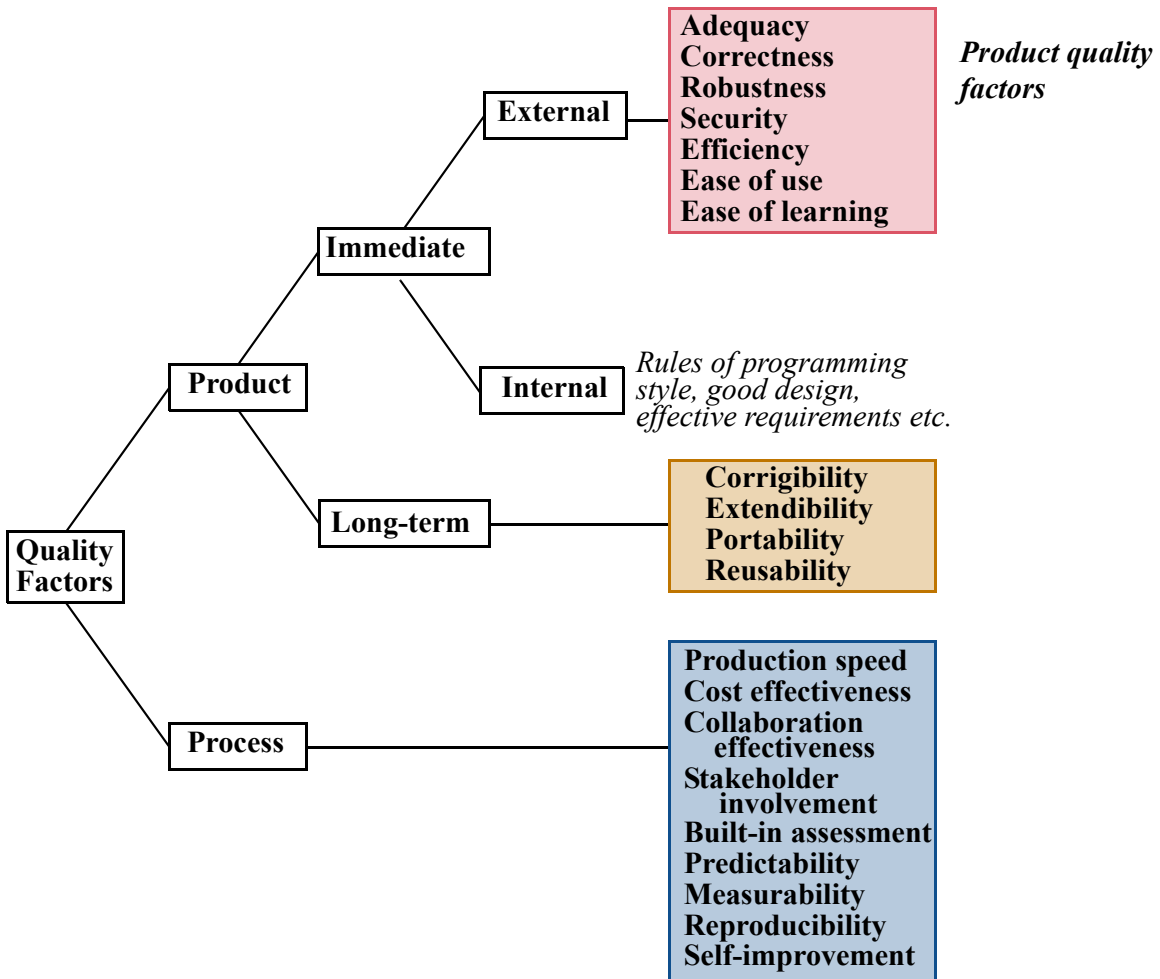 Adequacy
Correctness
Robustness
Security
Efficiency
Ease of use
Ease of learning
Product quality
factors
External
Immediate
Internal
Rules of programming
style, good design,
effective requirements etc.
Product
Long-term
Corrigibility
Extendibility
Portability
Reusability
Quality
Factors
Process
Production speed
Cost effectiveness
Collaboration
effectiveness
Stakeholder
involvement
Built-in assessment
Predictability
Measurability
Reproducibility
Self-improvement